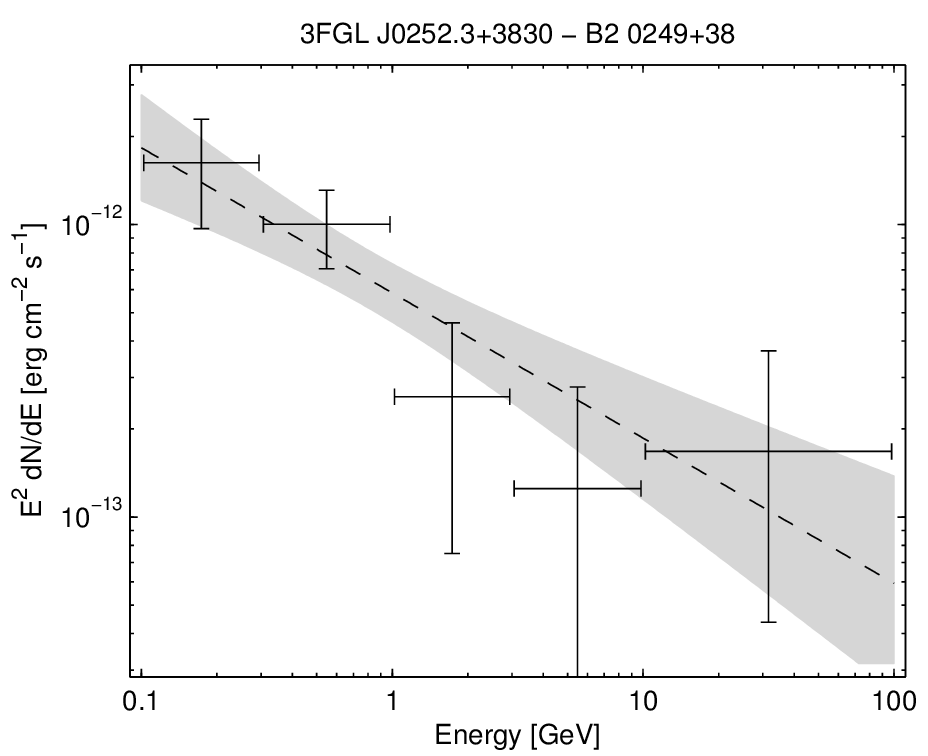 3FGL J0252.3+3830 − B2 0249+38
E² dN/dE [erg cm⁻² s⁻¹]
10⁻¹²
10⁻¹³
0.1 1 10 100
Energy [GeV]